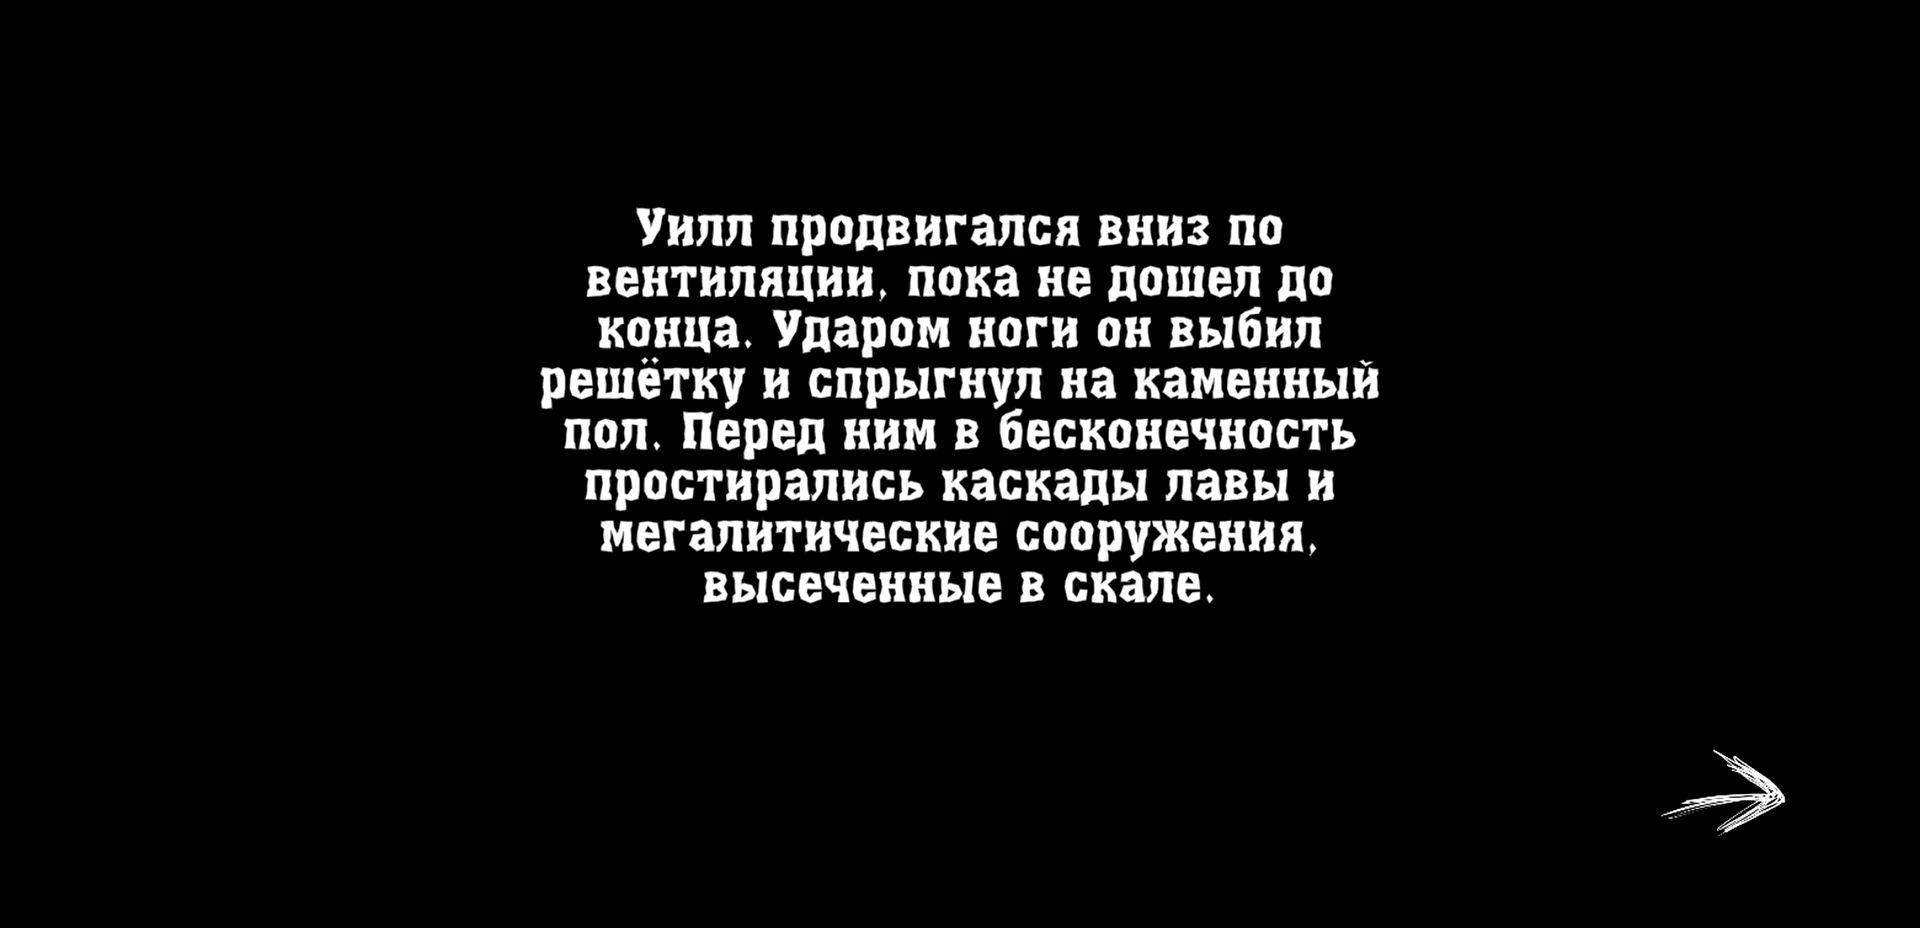 Уилл продвигался вниз по
вентиляции, пока не дошел до
конца. Ударом ноги он выбил
решётку и спрыгнул на каменный
пол. Перед ним в бесконечность
простирались каскады лавы и
мегалитические сооружения,
высеченные в скале.